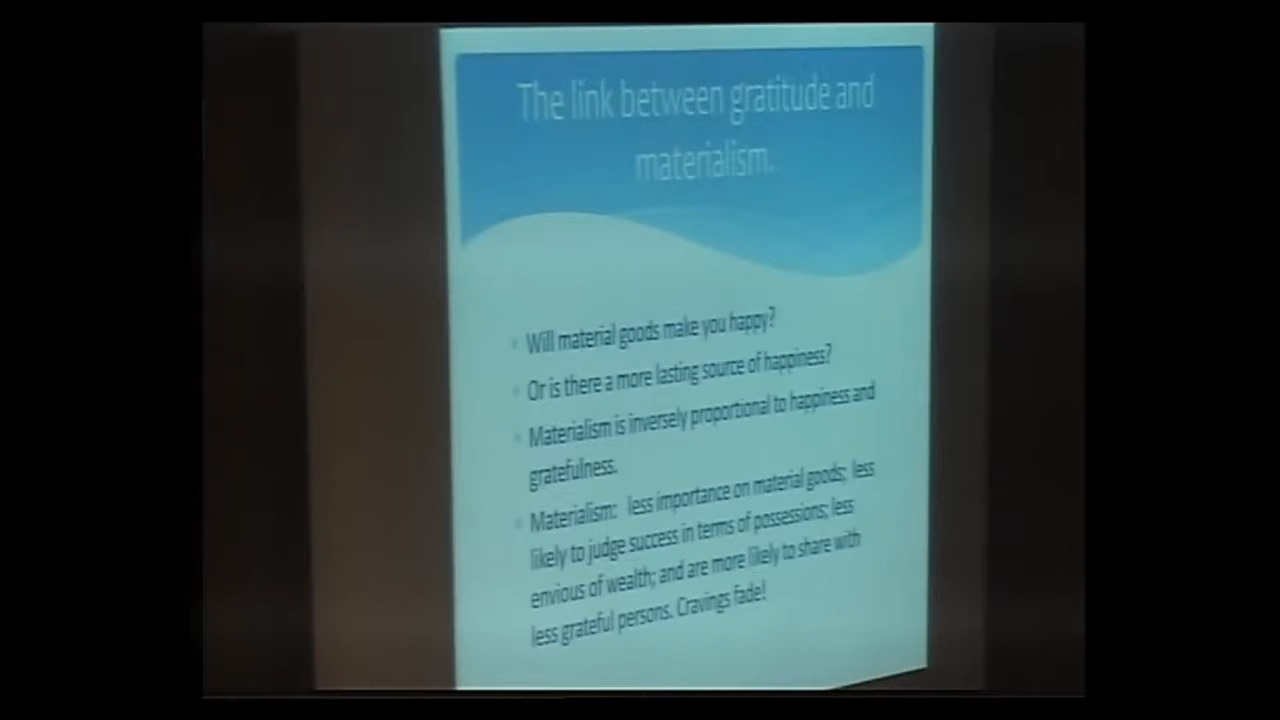 The link between gratitude and
materialism.
Will material goods make you happy?
Or is there a more lasting source of happiness?
Materialism is inversely proportional to happiness and
gratefulness.
Materialism: less importance on material goods; less
likely to judge success in terms of possessions; less
envious of wealth; and are more likely to share with
less grateful persons. Cravings fade!